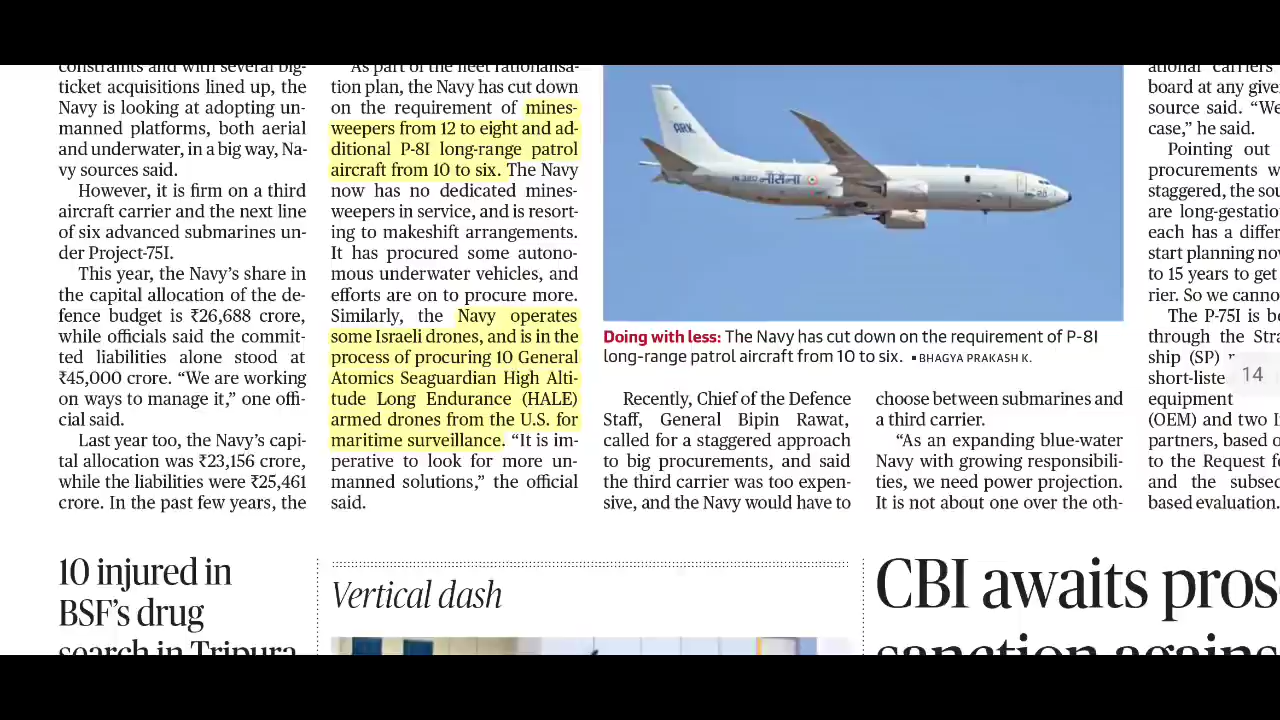 constraints and with several big-
ticket acquisitions lined up, the
Navy is looking at adopting un-
manned platforms, both aerial
and underwater, in a big way, Na-
vy sources said.
However, it is firm on a third
aircraft carrier and the next line
of six advanced submarines un-
der Project-75I.
This year, the Navy’s share in
the capital allocation of the de-
fence budget is ₹26,688 crore,
while officials said the commit-
ted liabilities alone stood at
₹45,000 crore. “We are working
on ways to manage it,” one offi-
cial said.
Last year too, the Navy’s capi-
tal allocation was ₹23,156 crore,
while the liabilities were ₹25,461
crore. In the past few years, the
As part of the fleet rationalisa-
tion plan, the Navy has cut down
on the requirement of mines-
weepers from 12 to eight and ad-
ditional P-8I long-range patrol
aircraft from 10 to six. The Navy
now has no dedicated mines-
weepers in service, and is resort-
ing to makeshift arrangements.
It has procured some autono-
mous underwater vehicles, and
efforts are on to procure more.
Similarly, the Navy operates
some Israeli drones, and is in the
process of procuring 10 General
Atomics Seaguardian High Alti-
tude Long Endurance (HALE)
armed drones from the U.S. for
maritime surveillance. “It is im-
perative to look for more un-
manned solutions,” the official
said.
ARK
IN 320 नौसेना
Doing with less: The Navy has cut down on the requirement of P-8I
long-range patrol aircraft from 10 to six. ▪ BHAGYA PRAKASH K.
Recently, Chief of the Defence
Staff, General Bipin Rawat,
called for a staggered approach
to big procurements, and said
the third carrier was too expen-
sive, and the Navy would have to
choose between submarines and
a third carrier.
“As an expanding blue-water
Navy with growing responsibili-
ties, we need power projection.
It is not about one over the oth-
ational carriers
board at any give
source said. “We
case,” he said.
Pointing out
procurements w
staggered, the sou
are long-gestatio
each has a differ
start planning nov
to 15 years to get
rier. So we canno
The P-75I is be
through the Stra
ship (SP)
short-liste
equipment
(OEM) and two I
partners, based o
to the Request f
and the subsec
based evaluation.
14
10 injured in
BSF’s drug
search in Tripura
Vertical dash
CBI awaits pros
sanction agains